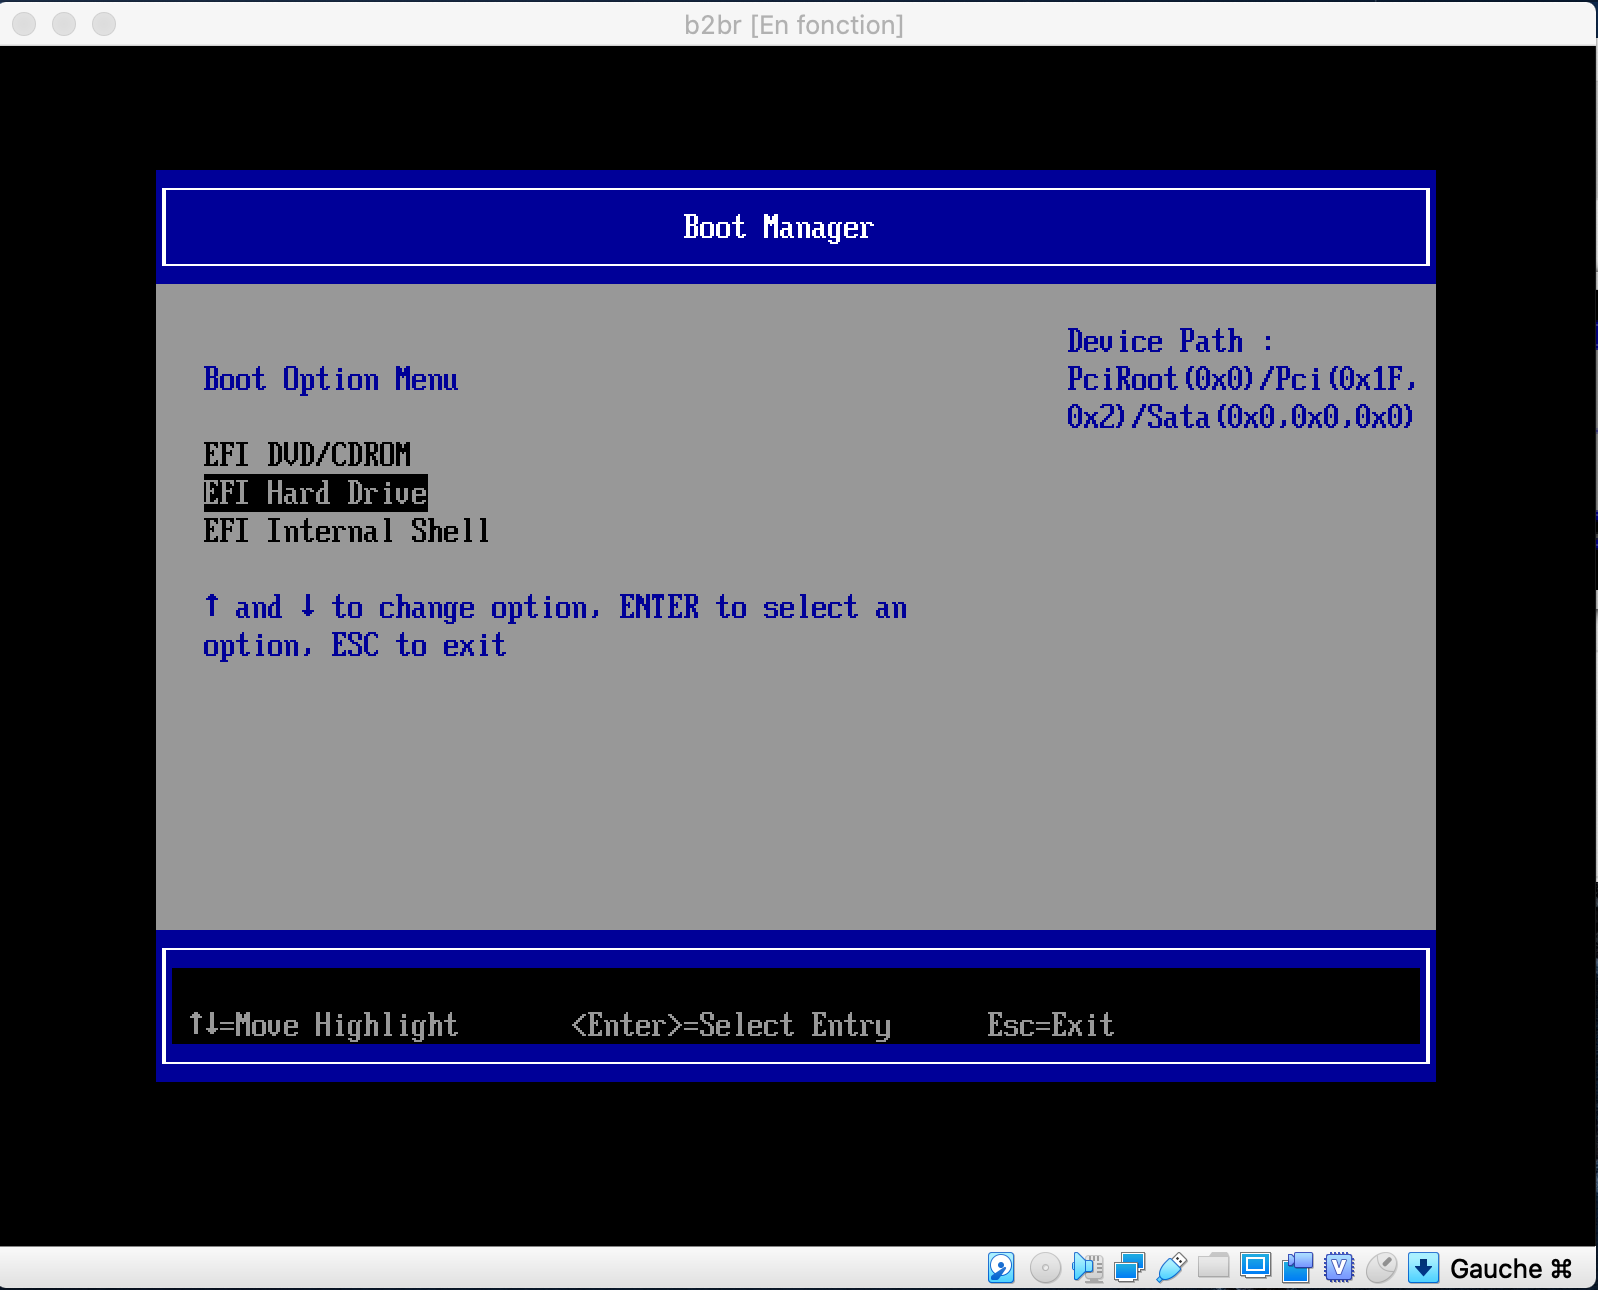 b2br [En fonction]
Boot Manager
Device Path :
Boot Option Menu
PciRoot(0x0)/Pci(0x1F,
0x2)/Sata(0x0,0x0,0x0)
EFI DVD/CDROM
EFI Hard Drive
EFI Internal Shell
↑ and ↓ to change option, ENTER to select an
option, ESC to exit
↑↓=Move Highlight <Enter>=Select Entry Esc=Exit
Gauche ⌘